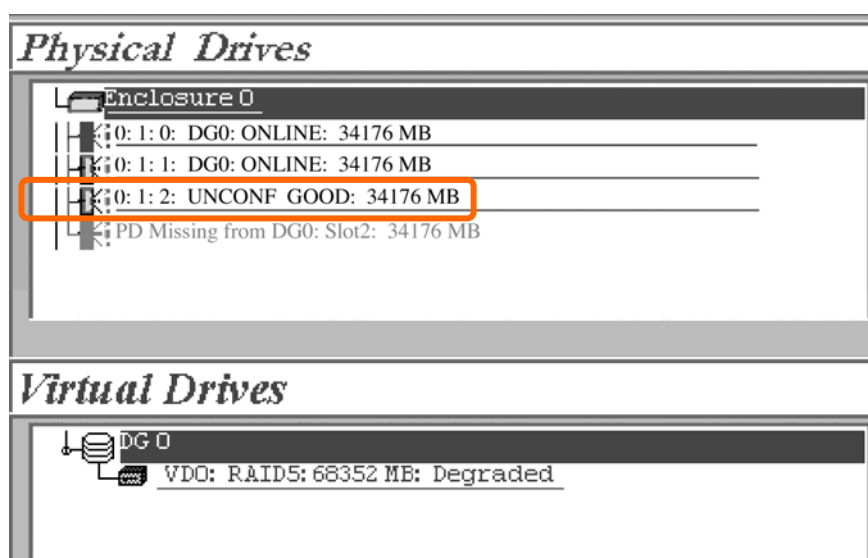 Physical Drives
Enclosure 0
0: 1: 0: DG0: ONLINE: 34176 MB
0: 1: 1: DG0: ONLINE: 34176 MB
0: 1: 2: UNCONF GOOD: 34176 MB
PD Missing from DG0: Slot2: 34176 MB
Virtual Drives
DG 0
VD0: RAID5: 68352 MB: Degraded